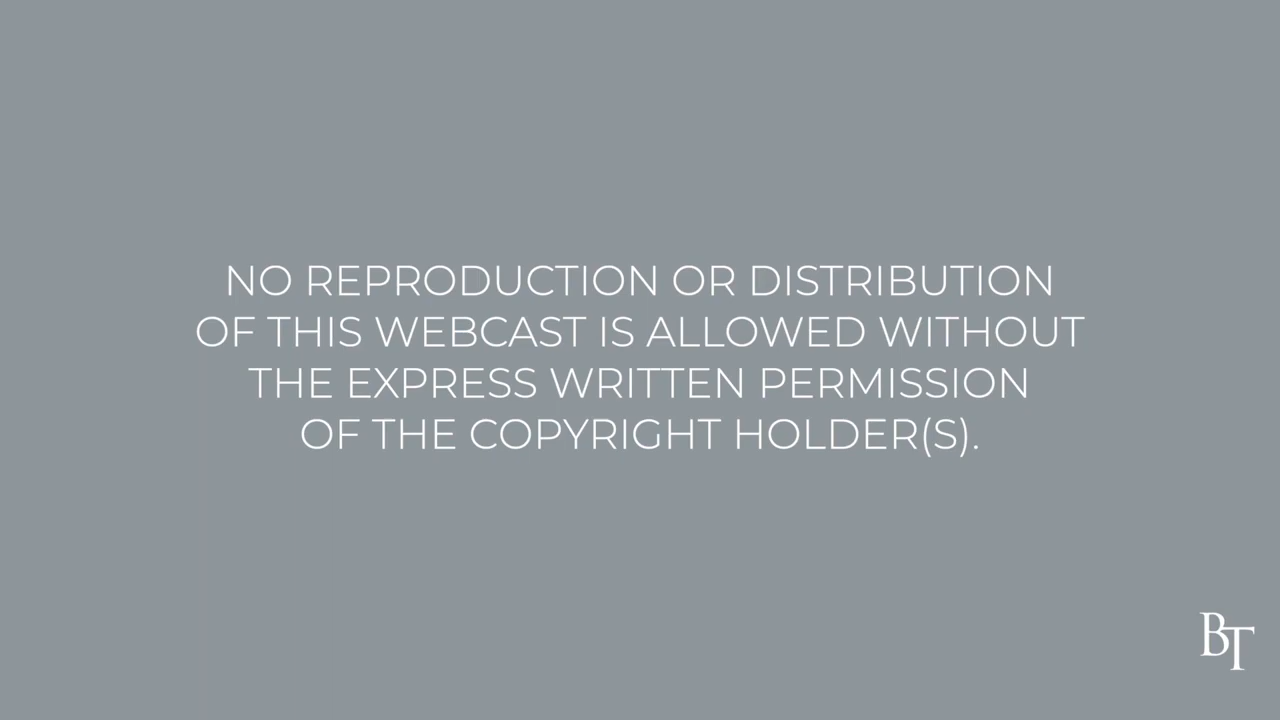 NO REPRODUCTION OR DISTRIBUTION
OF THIS WEBCAST IS ALLOWED WITHOUT
THE EXPRESS WRITTEN PERMISSION
OF THE COPYRIGHT HOLDER(S).
BT